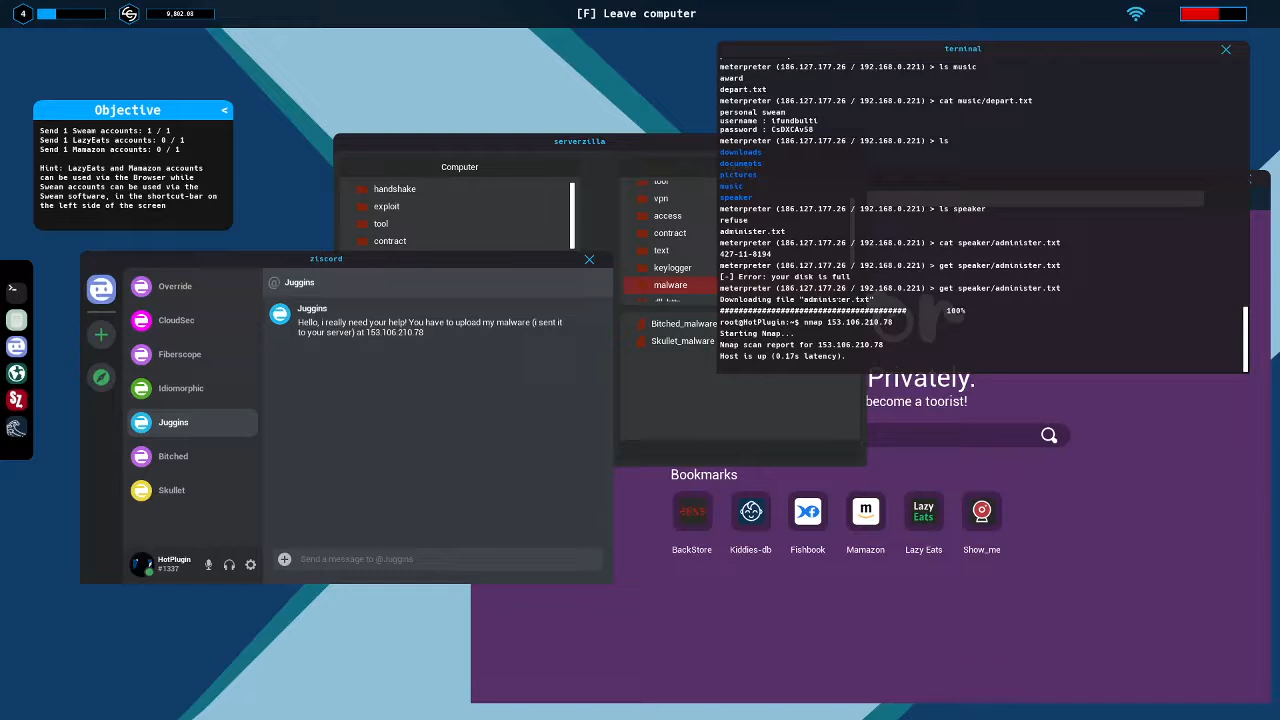 4
9,802.08
[F] Leave computer
Objective
<
Send 1 Sweam accounts: 1 / 1
Send 1 LazyEats accounts: 0 / 1
Send 1 Mamazon accounts: 0 / 1
Hint: LazyEats and Mamazon accounts
can be used via the Browser while
Sweam accounts can be used via the
Sweam software, in the shortcut-bar on
the left side of the screen
serverzilla
Computer
handshake
exploit
tool
contract
tool
vpn
access
contract
text
keylogger
malware
Bitched_malware
Skullet_malware
terminal
meterpreter (186.127.177.26 / 192.168.0.221) > ls music
award
depart.txt
meterpreter (186.127.177.26 / 192.168.0.221) > cat music/depart.txt
personal sweam
username : ifundbulti
password : CsDXCAv58
meterpreter (186.127.177.26 / 192.168.0.221) > ls
downloads
documents
pictures
music
speaker
meterpreter (186.127.177.26 / 192.168.0.221) > ls speaker
refuse
administer.txt
meterpreter (186.127.177.26 / 192.168.0.221) > cat speaker/administer.txt
427-11-8194
meterpreter (186.127.177.26 / 192.168.0.221) > get speaker/administer.txt
[-] Error: your disk is full
meterpreter (186.127.177.26 / 192.168.0.221) > get speaker/administer.txt
Downloading file "administer.txt"
####################################### 100%
root@HotPlugin:~$ nmap 153.106.210.78
Starting Nmap...
Nmap scan report for 153.106.210.78
Host is up (0.17s latency).
ziscord
Override
CloudSec
Fiberscope
Idiomorphic
Juggins
Bitched
Skullet
HotPlugin
#1337
@ Juggins
Juggins
Hello, i really need your help! You have to upload my malware (i sent it
to your server) at 153.106.210.78
Send a message to @Juggins
or
Privately.
become a toorist!
Bookmarks
BackStore
Kiddies-db
Fishbook
m
Mamazon
Lazy
Eats
Lazy Eats
Show_me